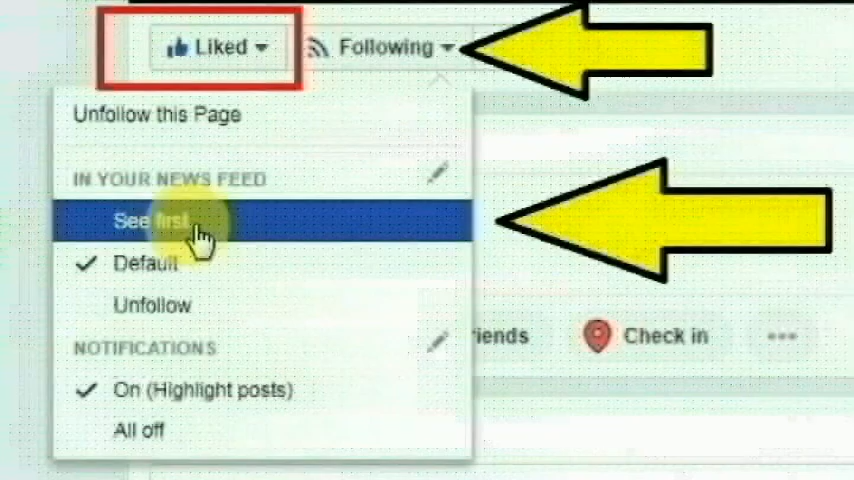 Liked Following
Unfollow this Page
IN YOUR NEWS FEED
See first
Default
Unfollow
riends Check in
NOTIFICATIONS
On (Highlight posts)
All off